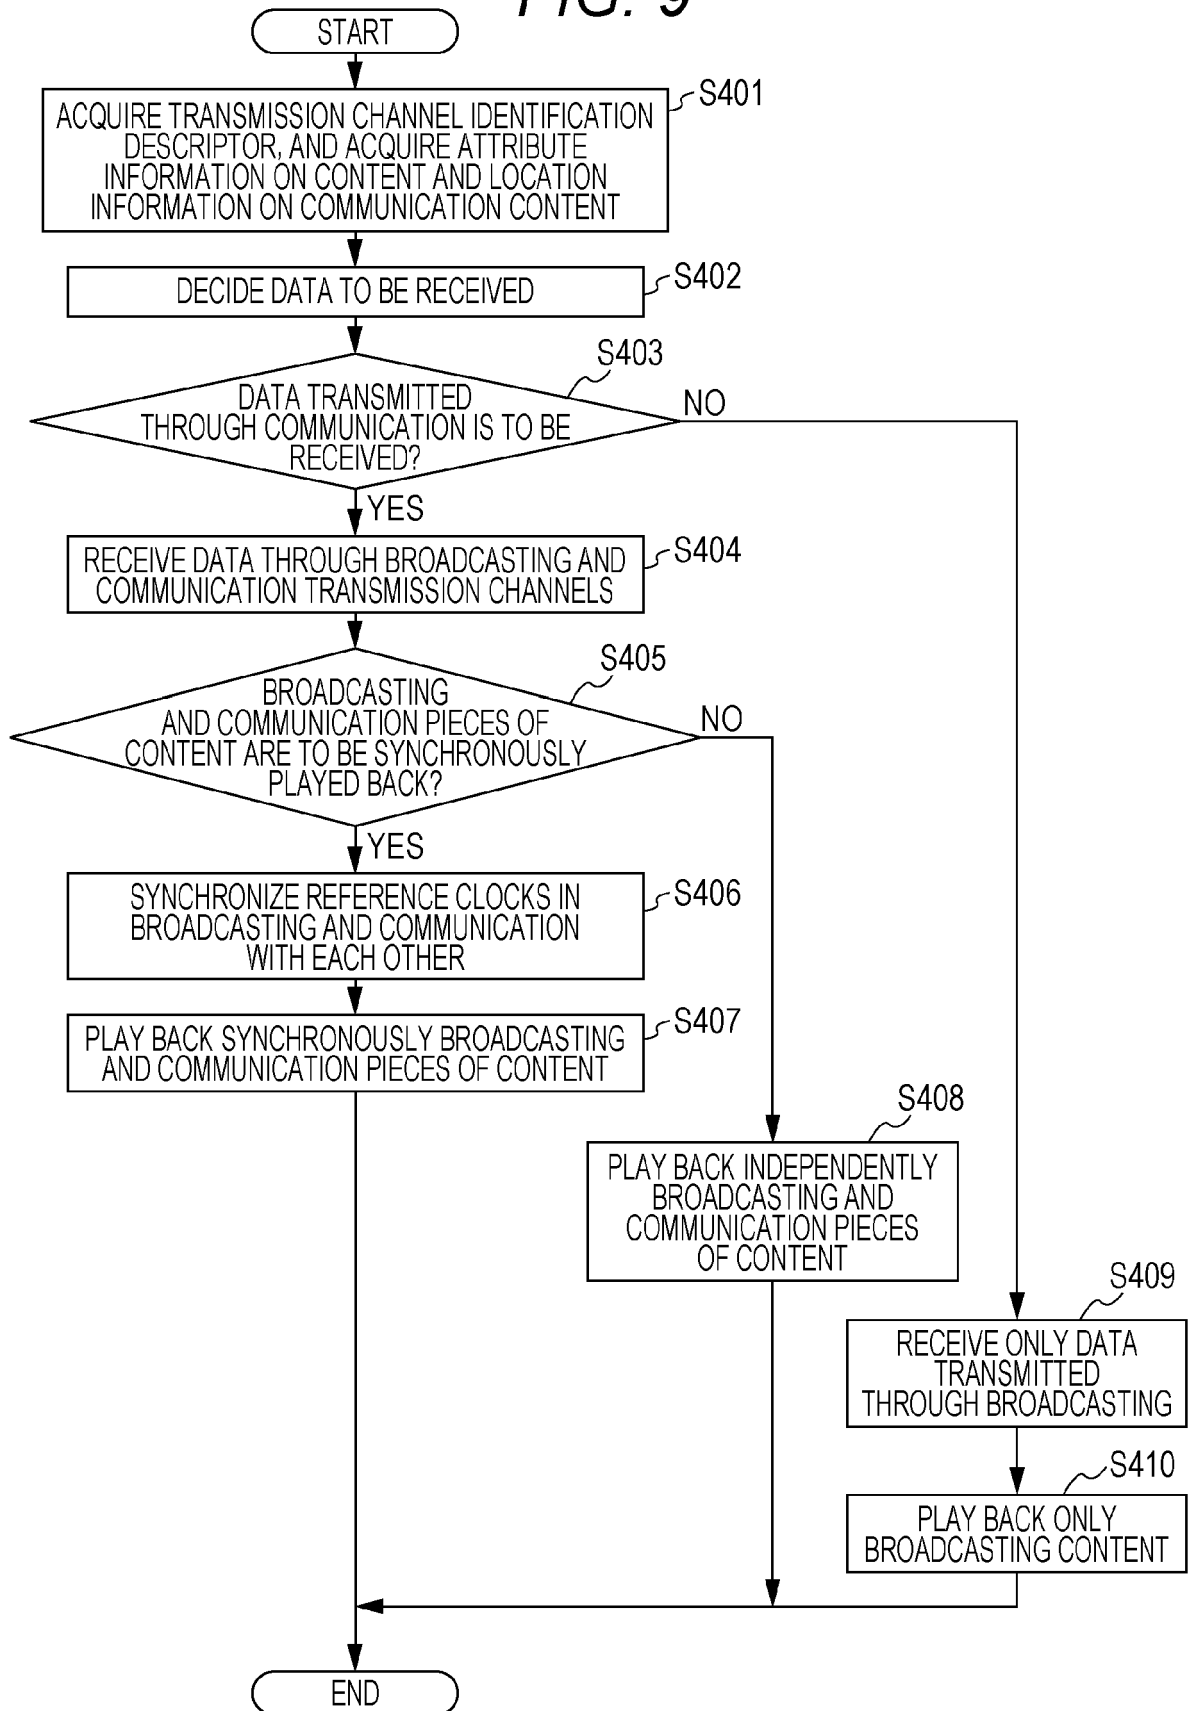 FIG. 9
START
S401
ACQUIRE TRANSMISSION CHANNEL IDENTIFICATION
DESCRIPTOR, AND ACQUIRE ATTRIBUTE
INFORMATION ON CONTENT AND LOCATION
INFORMATION ON COMMUNICATION CONTENT
S402
DECIDE DATA TO BE RECEIVED
S403
DATA TRANSMITTED
THROUGH COMMUNICATION IS TO BE
RECEIVED?
NO
YES
S404
RECEIVE DATA THROUGH BROADCASTING AND
COMMUNICATION TRANSMISSION CHANNELS
S405
BROADCASTING
AND COMMUNICATION PIECES OF
CONTENT ARE TO BE SYNCHRONOUSLY
PLAYED BACK?
NO
YES
S406
SYNCHRONIZE REFERENCE CLOCKS IN
BROADCASTING AND COMMUNICATION
WITH EACH OTHER
S407
PLAY BACK SYNCHRONOUSLY BROADCASTING
AND COMMUNICATION PIECES OF CONTENT
S408
PLAY BACK INDEPENDENTLY
BROADCASTING AND
COMMUNICATION PIECES
OF CONTENT
S409
RECEIVE ONLY DATA
TRANSMITTED
THROUGH BROADCASTING
S410
PLAY BACK ONLY
BROADCASTING CONTENT
END